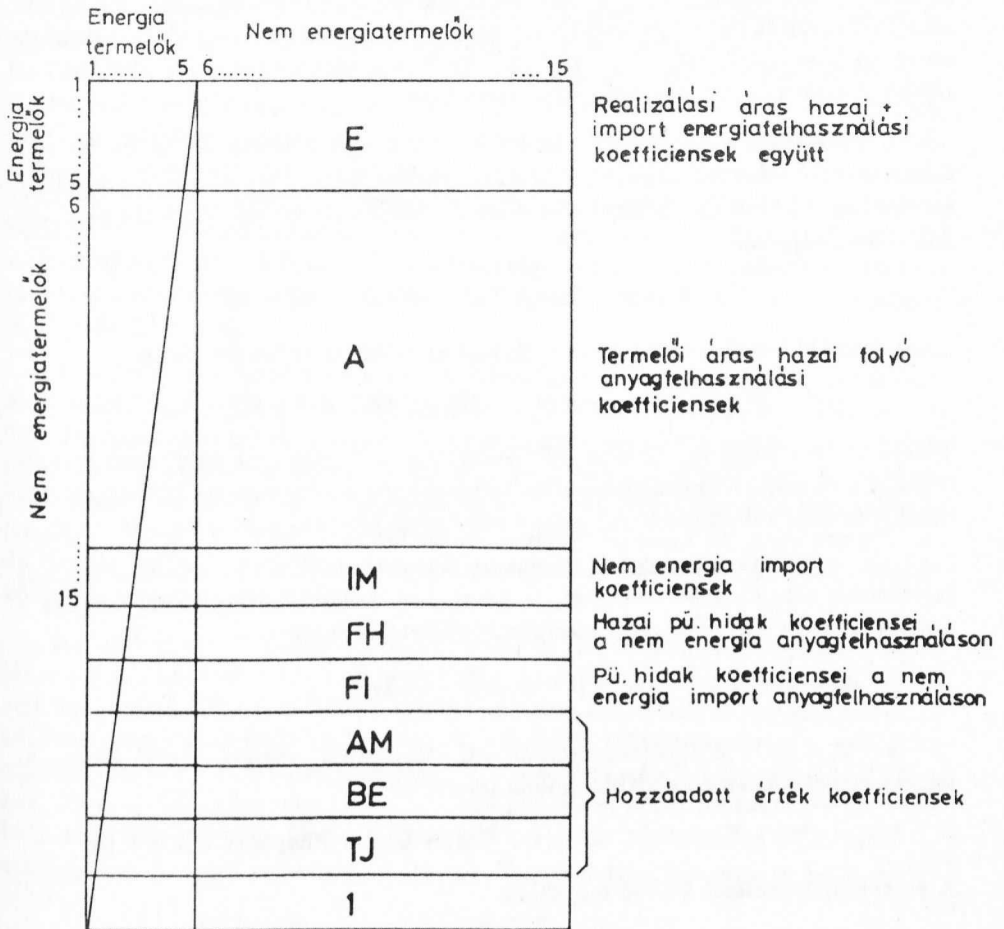 Energia
termelők
Nem energiatermelők
1......5
6.....
...15
Energia
termelők
1
5
6
Nem energiatermelők
15
E
Realizálási áras hazai +
import energiafelhasználási
koefficiensek együtt
A
Termelői áras hazai folyó
anyagfelhasználási
koefficiensek
IM
Nem energia import
koefficiensek
FH
Hazai pü. hidak koefficiensei
a nem energia anyagfelhasználáson
FI
Pü. hidak koefficiensei a nem
energia import anyagfelhasználáson
AM
BE
TJ
Hozzáadott érték koefficiensek
1